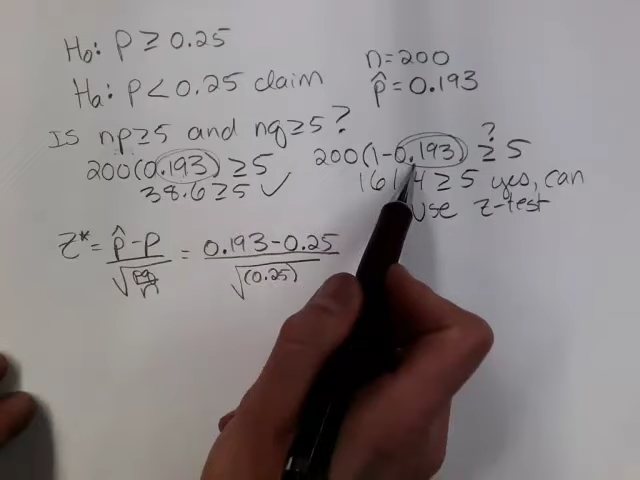 H₀: p ≥ 0.25
Hₐ: p < 0.25 claim
n = 200
p̂ = 0.193
Is np ≥ 5 and nq ≥ 5?
200(0.193) ≥ 5
38.6 ≥ 5 ✓
200(1-0.193) ≥? 5
≥ 5 yes, can
use z-test
z* = p̂ - p / √(pq/n) = 0.193 - 0.25 / √(0.25)